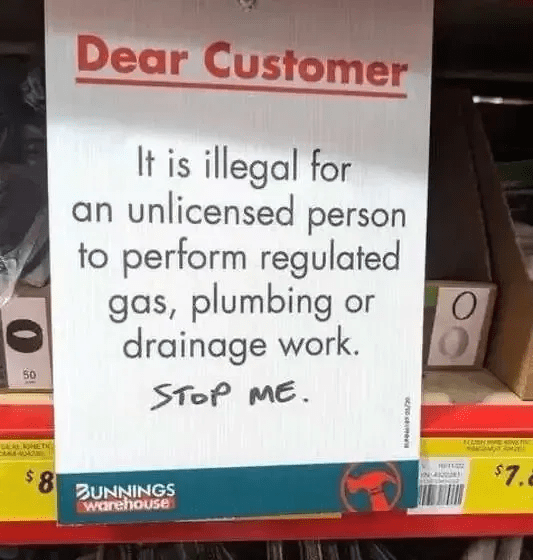 Dear Customer
It is illegal for
an unlicensed person
to perform regulated
gas, plumbing or
drainage work.
STOP ME.
BUNNINGS
warehouse
50
$8
$7.